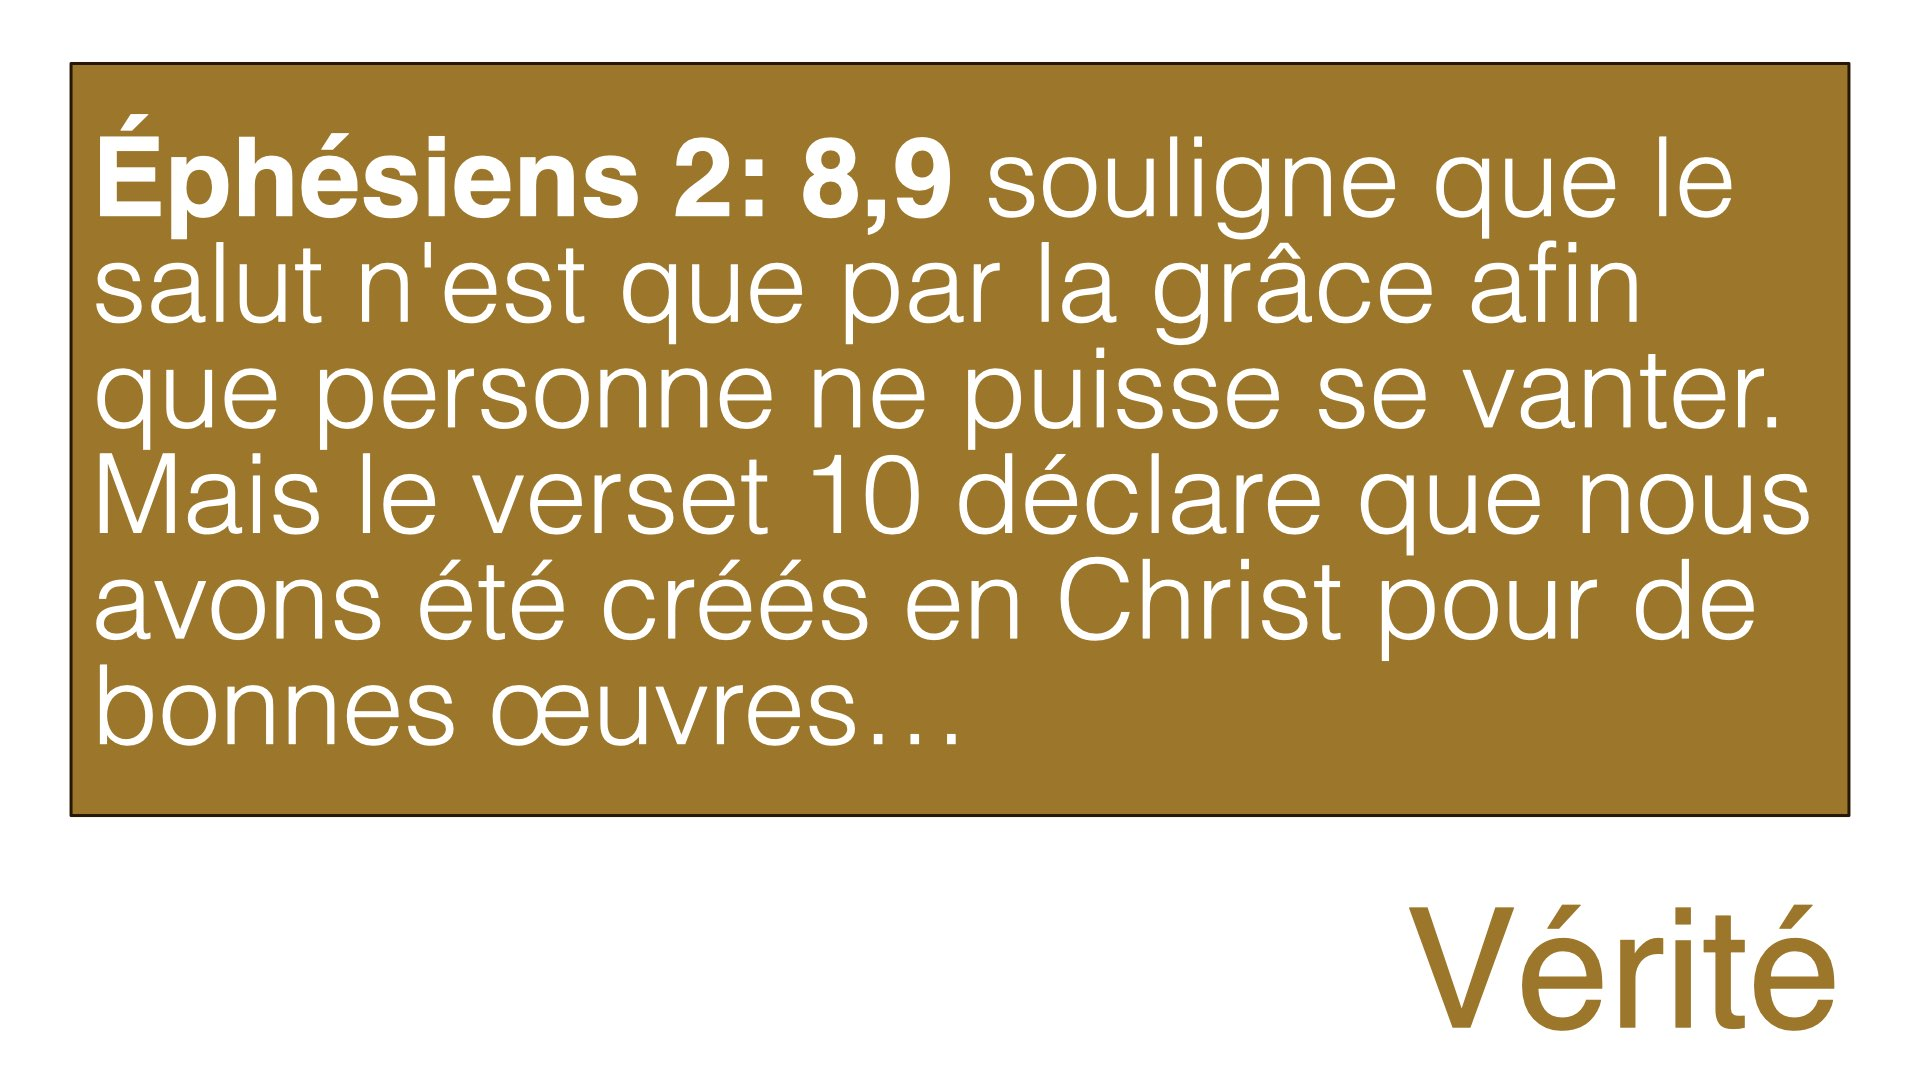 Éphésiens 2: 8,9 souligne que le
salut n'est que par la grâce afin
que personne ne puisse se vanter.
Mais le verset 10 déclare que nous
avons été créés en Christ pour de
bonnes œuvres…
Vérité